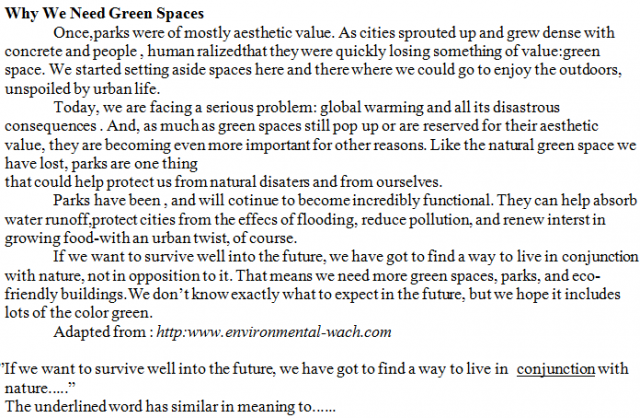 Why We Need Green Spaces
Once,parks were of mostly aesthetic value. As cities sprouted up and grew dense with
concrete and people , human ralizedthat they were quickly losing something of value:green
space. We started setting aside spaces here and there where we could go to enjoy the outdoors,
unspoiled by urban life.
Today, we are facing a serious problem: global warming and all its disastrous
consequences . And, as much as green spaces still pop up or are reserved for their aesthetic
value, they are becoming even more important for other reasons. Like the natural green space we
have lost, parks are one thing
that could help protect us from natural disaters and from ourselves.
Parks have been , and will cotinue to become incredibly functional. They can help absorb
water runoff,protect cities from the effecs of flooding, reduce pollution, and renew interst in
growing food-with an urban twist, of course.
If we want to survive well into the future, we have got to find a way to live in conjunction
with nature, not in opposition to it. That means we need more green spaces, parks, and eco-
friendly buildings.We don't know exactly what to expect in the future, but we hope it includes
lots of the color green.
Adapted from : http:www.environmental-wach.com
"If we want to survive well into the future, we have got to find a way to live in conjunction with
nature....."
The underlined word has similar in meaning to......